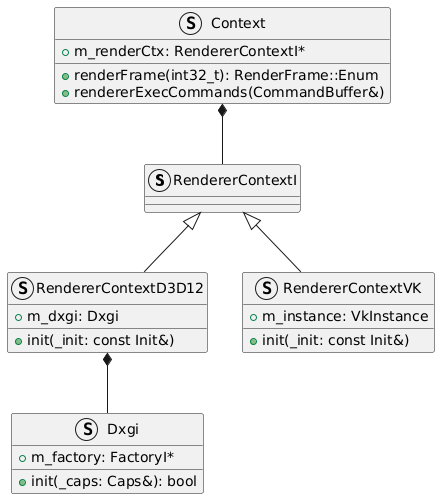 S Context
m_renderCtx: RendererContextI*
renderFrame(int32_t): RenderFrame::Enum
rendererExecCommands(CommandBuffer&)
S RendererContextI
S RendererContextD3D12
m_dxgi: Dxgi
init(_init: const Init&)
S RendererContextVK
m_instance: VkInstance
init(_init: const Init&)
S Dxgi
m_factory: FactoryI*
init(_caps: Caps&): bool